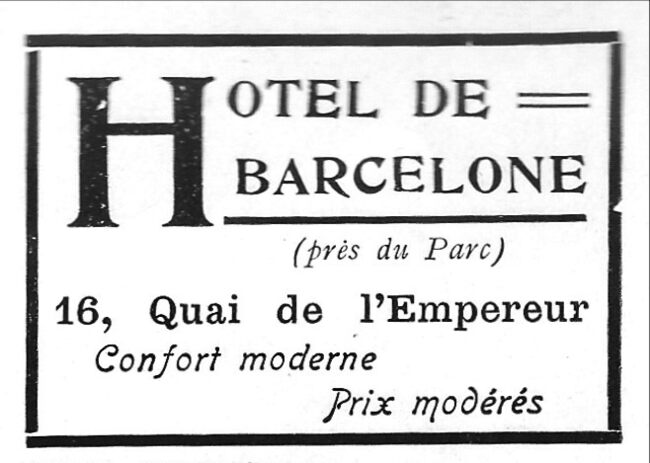 HOTEL DE
BARCELONE
(près du Parc)
16, Quai de l'Empereur
Confort moderne
Prix modérés